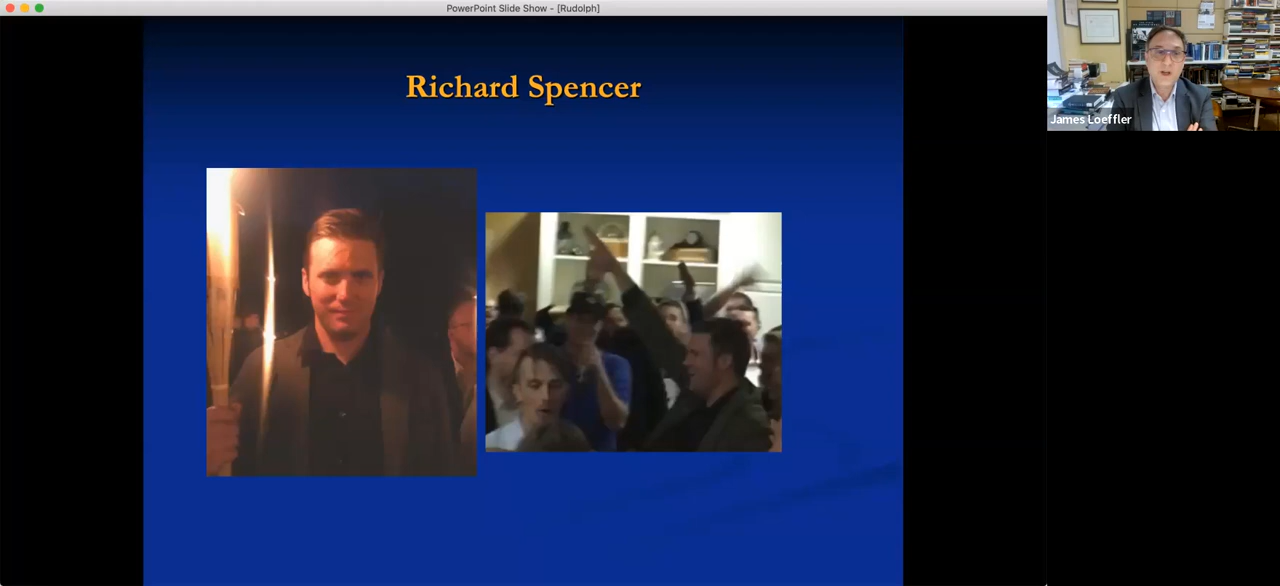 PowerPoint Slide Show - [Rudolph]
Richard Spencer
James Loeffler